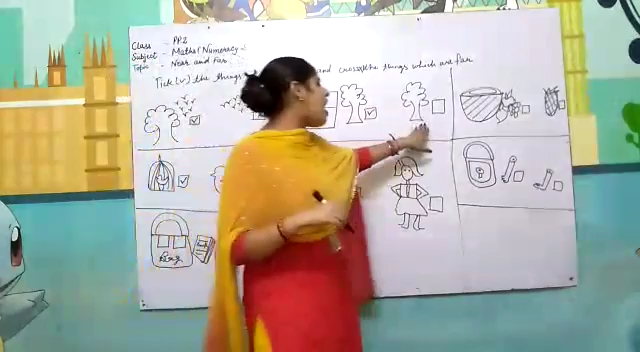 Class - PP2
Subject - Maths (Numeracy)
Topic - Near and Far
Tick (✓) the things and cross the things which are far
Bag